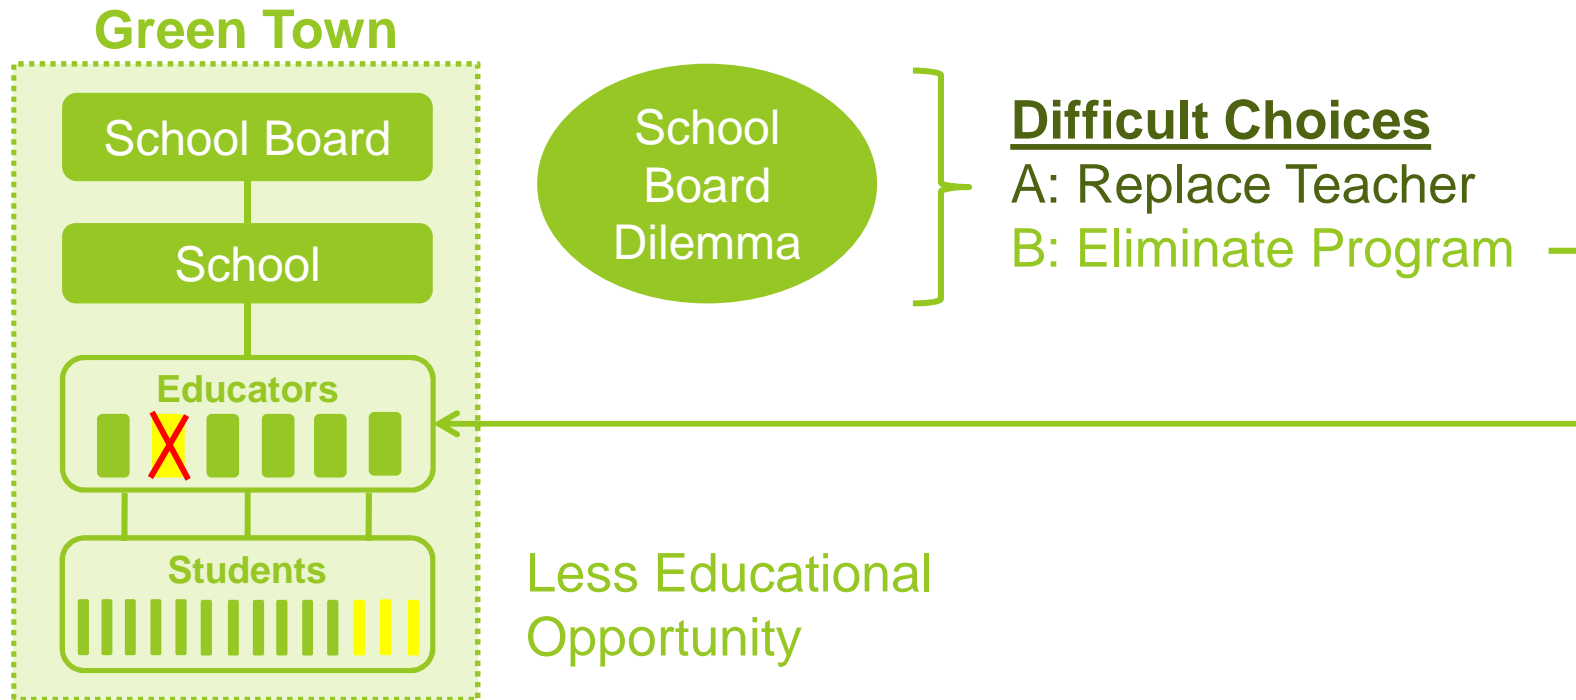 Green Town
School Board
School
Educators
Students
School
Board
Dilemma
Difficult Choices
A: Replace Teacher
B: Eliminate Program
Less Educational
Opportunity